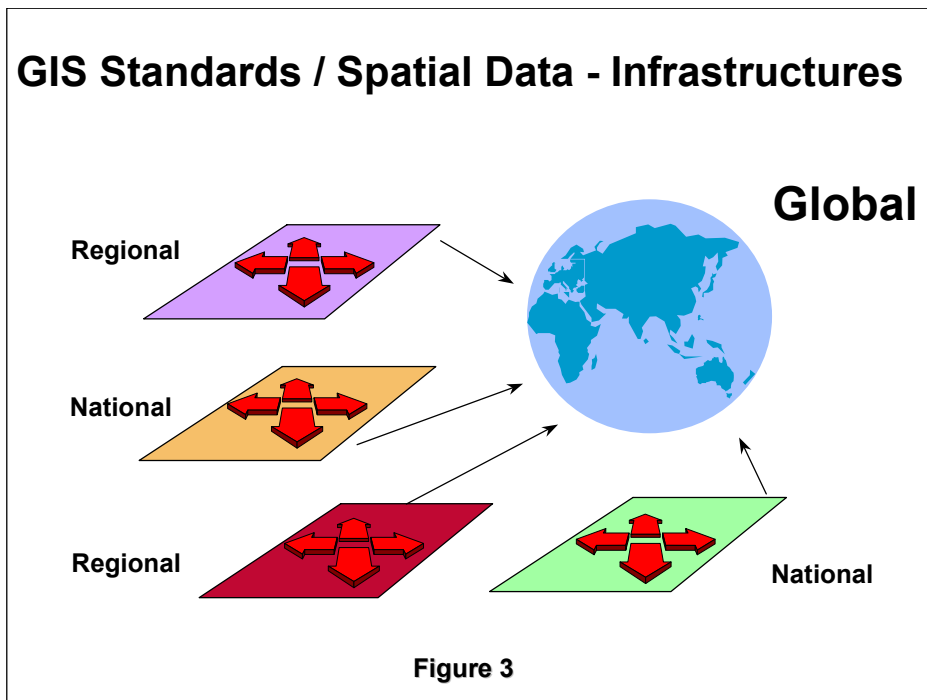 GIS Standards / Spatial Data - Infrastructures
Global
Regional
National
Regional
National
Figure 3